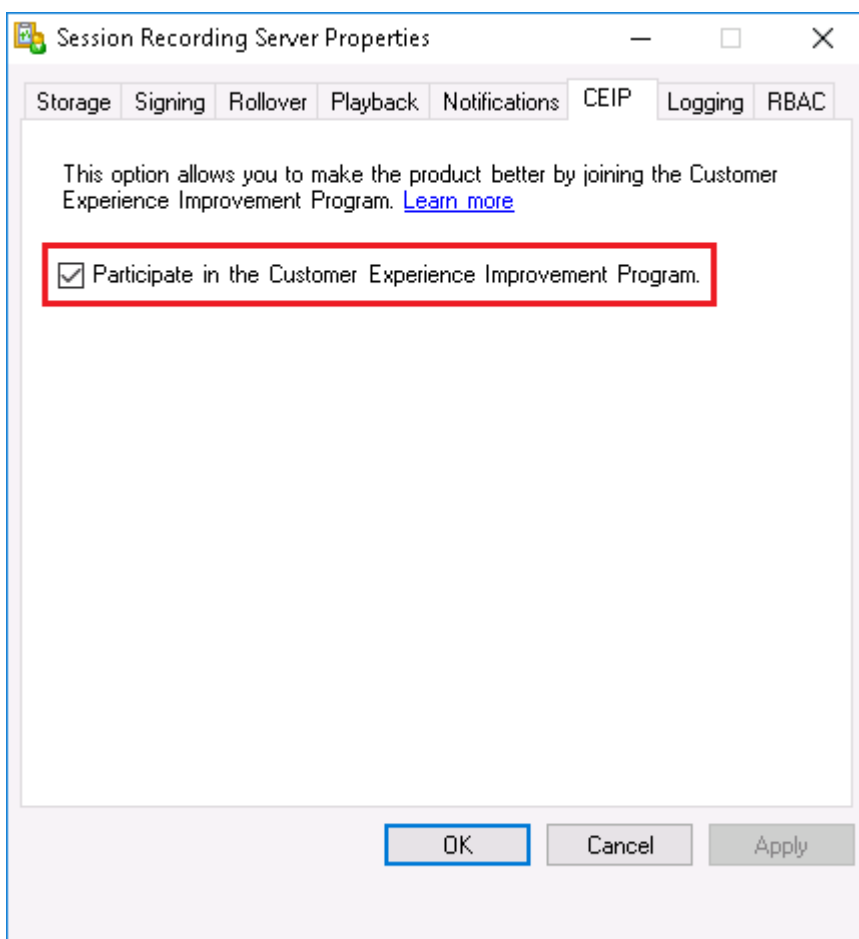 Session Recording Server Properties
Storage Signing Rollover Playback Notifications CEIP Logging RBAC
This option allows you to make the product better by joining the Customer
Experience Improvement Program. Learn more
Participate in the Customer Experience Improvement Program.
OK Cancel Apply